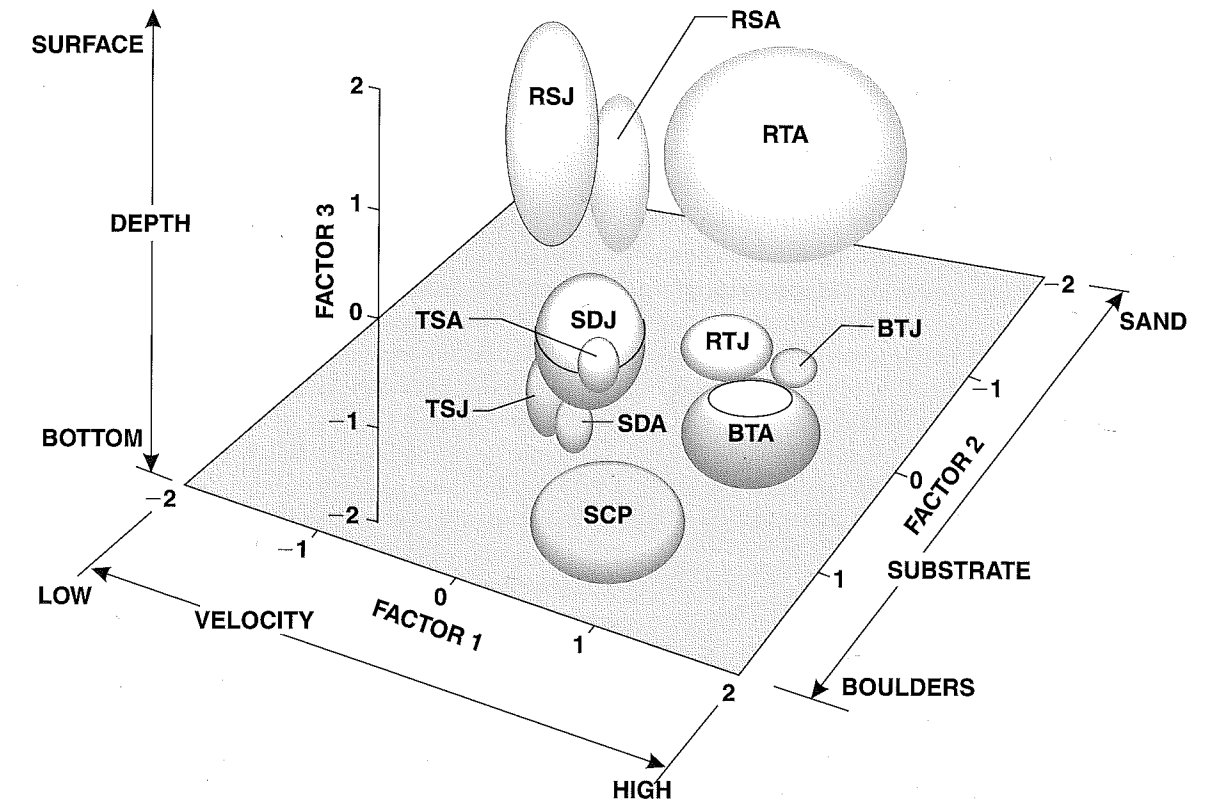 RSA
SURFACE
2
RSJ
RTA
DEPTH
1
FACTOR 3
0
−2
SAND
TSA
SDJ
RTJ
BTJ
−1
TSJ
SDA
−1
BTA
BOTTOM
−2
0
FACTOR 2
−2
SCP
−1
1
SUBSTRATE
LOW
0
VELOCITY
FACTOR 1
1
2
BOULDERS
HIGH